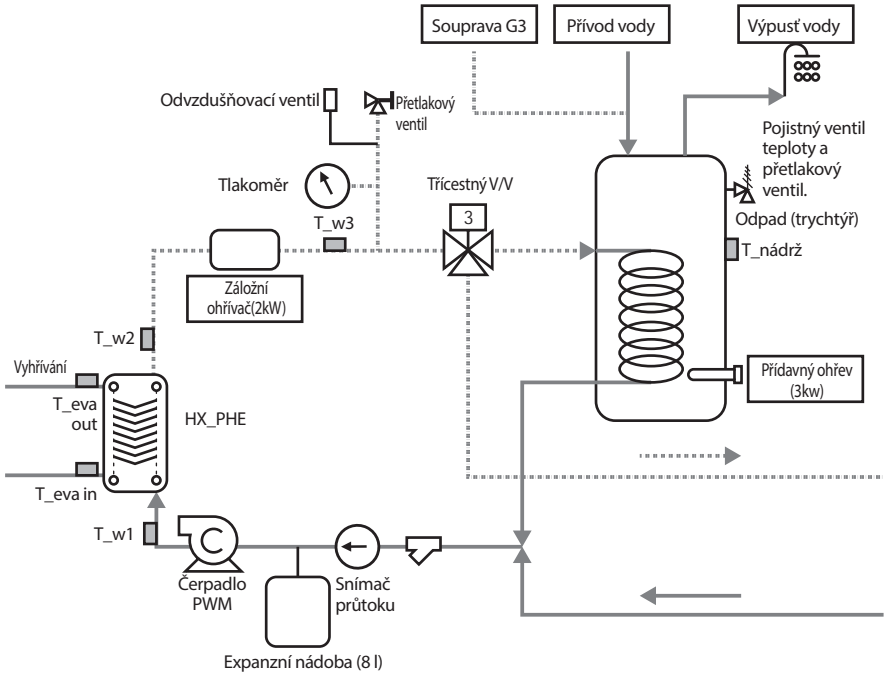 Souprava G3
Přívod vody
Výpusť vody
Odvzdušňovací ventil
Přetlakový
ventil
Pojistný ventil
teploty a
přetlakový
ventil.
Tlakoměr
Třícestný V/V
T_w3
3
Odpad (trychtýř)
T_nádrž
Záložní
ohřívač(2kW)
T_w2
Vyhřívání
T_eva
out
HX_PHE
Přídavný ohřev
(3kw)
T_eva in
T_w1
C
Čerpadlo
PWM
Snímač
průtoku
Expanzní nádoba (8 l)